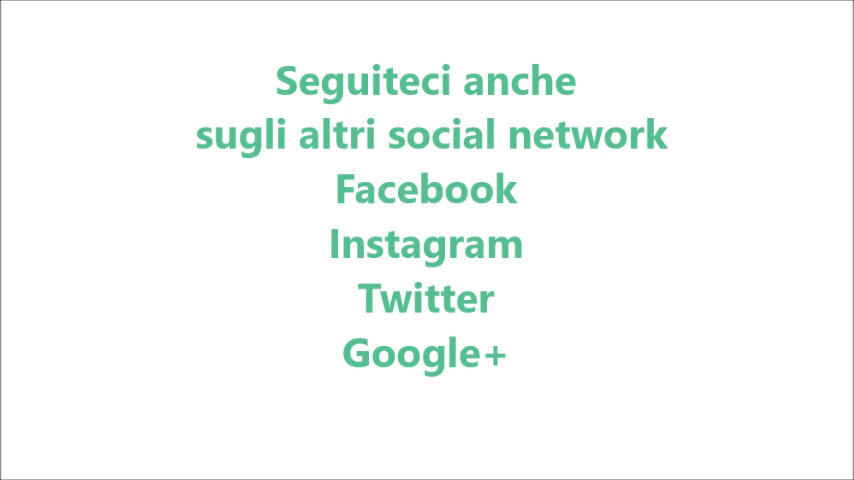 Seguiteci anche
sugli altri social network
Facebook
Instagram
Twitter
Google+